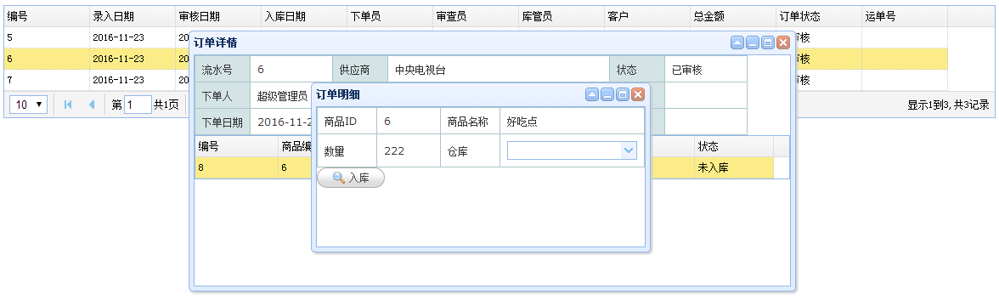 编号 录入日期 审核日期 入库日期 下单员 审查员 库管员 客户 总金额 订单状态 运单号
5 2016-11-23 20 审核
订单详情
6 2016-11-23 20 审核
流水号 6 供应商 中央电视台 状态 已审核
7 2016-11-23 20 审核
下单人 超级管理员
订单明细
10 第 1 共1页 显示1到3,共3记录
下单日期 2016-11-2
商品ID 6 商品名称 好吃点
编号 商品编 状态
数量 222 仓库
8 6 未入库
入库